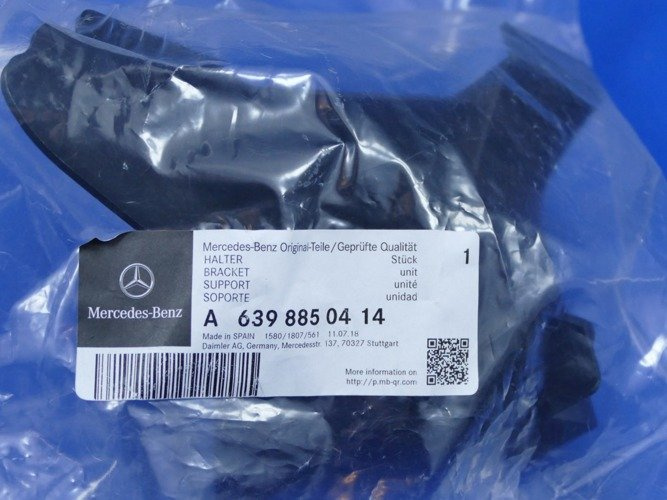 Mercedes-Benz Original-Teile/Geprüfte Qualität
HALTER Stück 1
BRACKET unit
SUPPORT unité
SOPORTE unidad
Mercedes-Benz
A 639 885 04 14
Made in SPAIN 1580/1807/561 11.07.18
Daimler AG, Germany, Mercedesstr. 137, 70327 Stuttgart
More information on
http://p.mb-qr.com